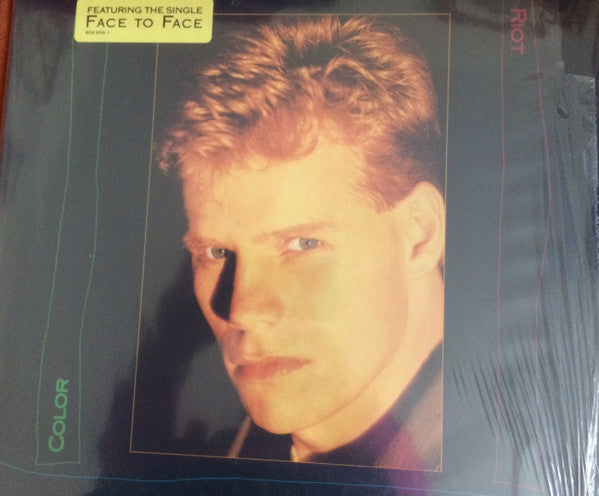 FEATURING THE SINGLE
FACE TO FACE
COLOR
RIOT